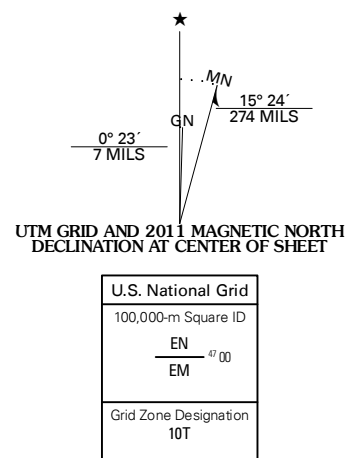 ★
MN
GN
15° 24´
274 MILS
0° 23´
7 MILS
UTM GRID AND 2011 MAGNETIC NORTH
DECLINATION AT CENTER OF SHEET
U.S. National Grid
100,000-m Square ID
EN
47 00
EM
Grid Zone Designation
10T